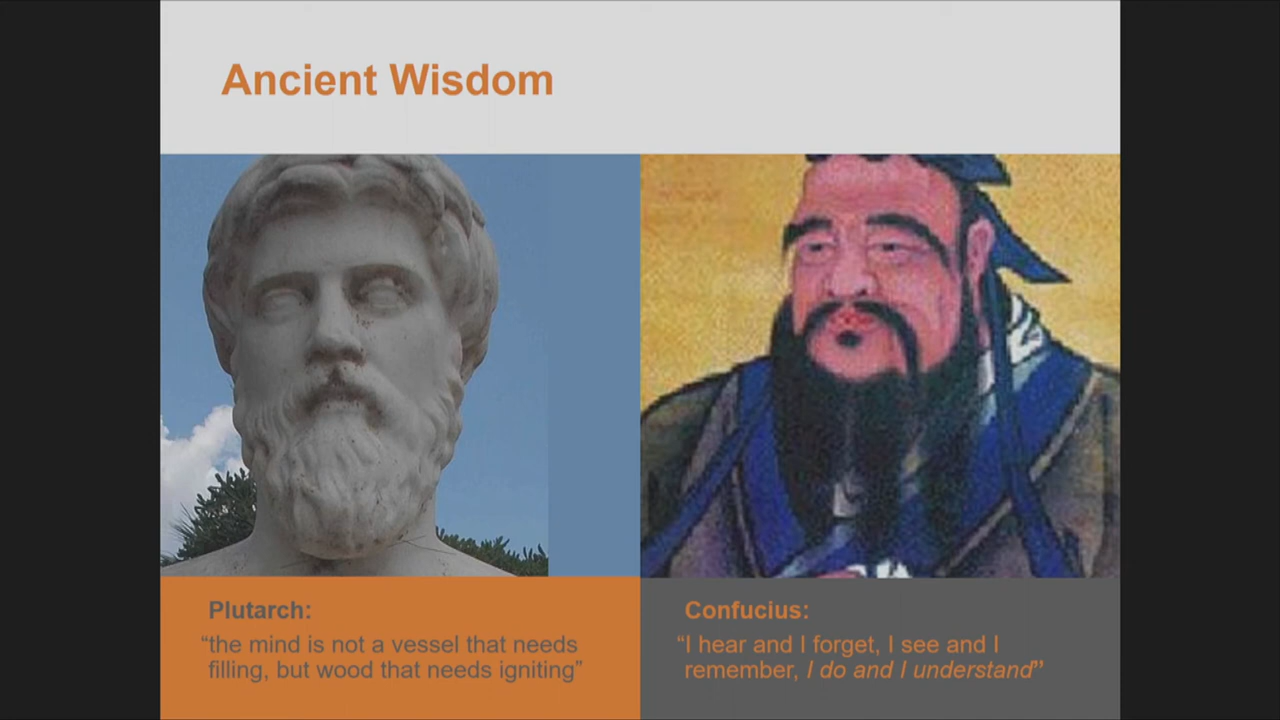 Ancient Wisdom
Plutarch:
“the mind is not a vessel that needs
filling, but wood that needs igniting”
Confucius:
“I hear and I forget, I see and I
remember, I do and I understand”